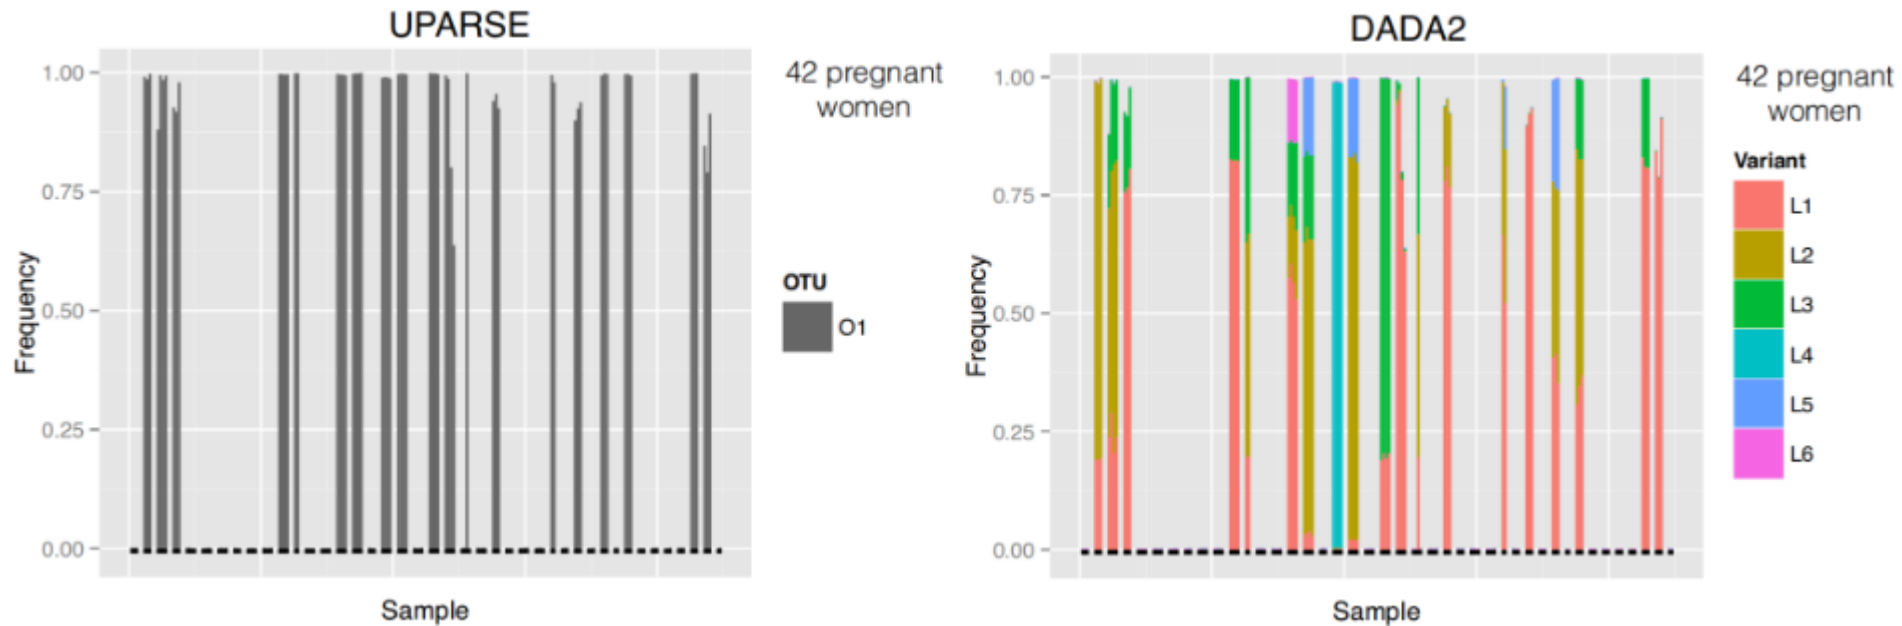 UPARSE
1.00
0.75
0.50
0.25
0.00
Frequency
Sample
42 pregnant
women
OTU
O1
DADA2
1.00
0.75
0.50
0.25
0.00
Frequency
Sample
42 pregnant
women
Variant
L1
L2
L3
L4
L5
L6